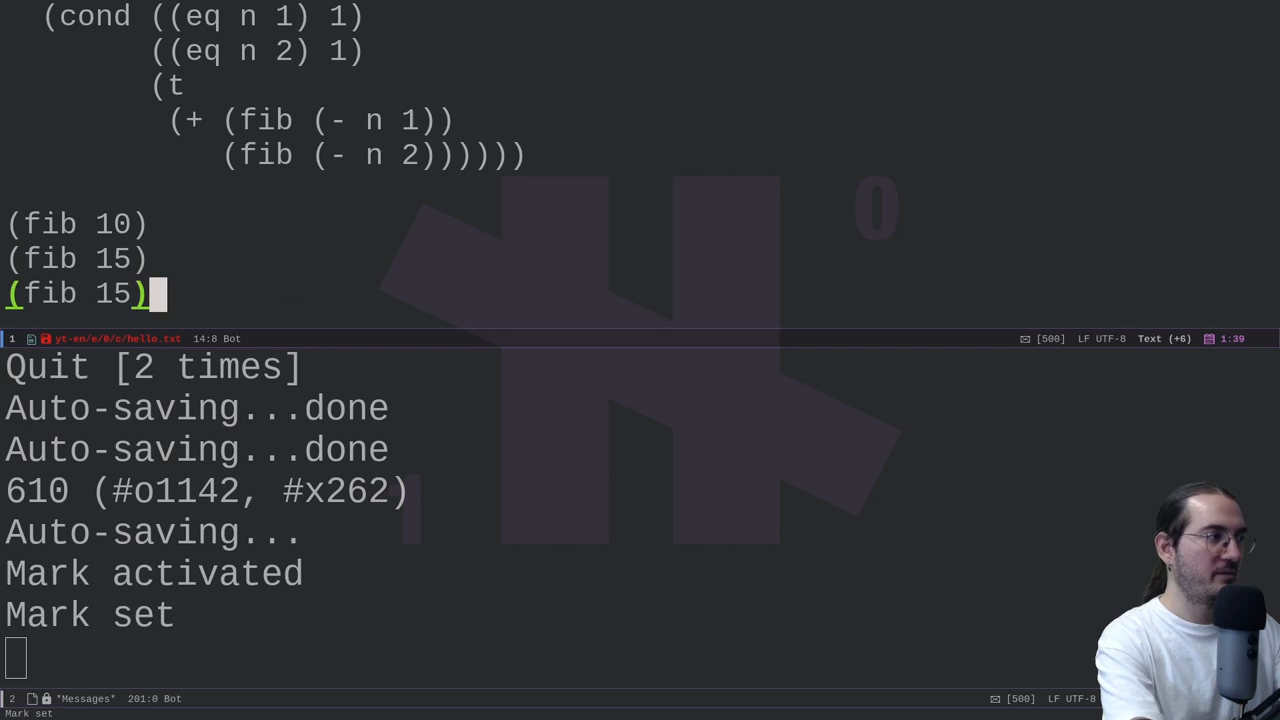 (cond ((eq n 1) 1)
((eq n 2) 1)
(t
(+ (fib (- n 1))
(fib (- n 2))))))
0
(fib 10)
(fib 15)
(fib 15)
1 yt-en/e/0/c/hello.txt 14:8 Bot [500] LF UTF-8 Text (+6) 1:39
Quit [2 times]
Auto-saving...done
Auto-saving...done
610 (#o1142, #x262)
1
Auto-saving...
Mark activated
Mark set
2 *Messages* 201:0 Bot [500] LF UTF-8
Mark set